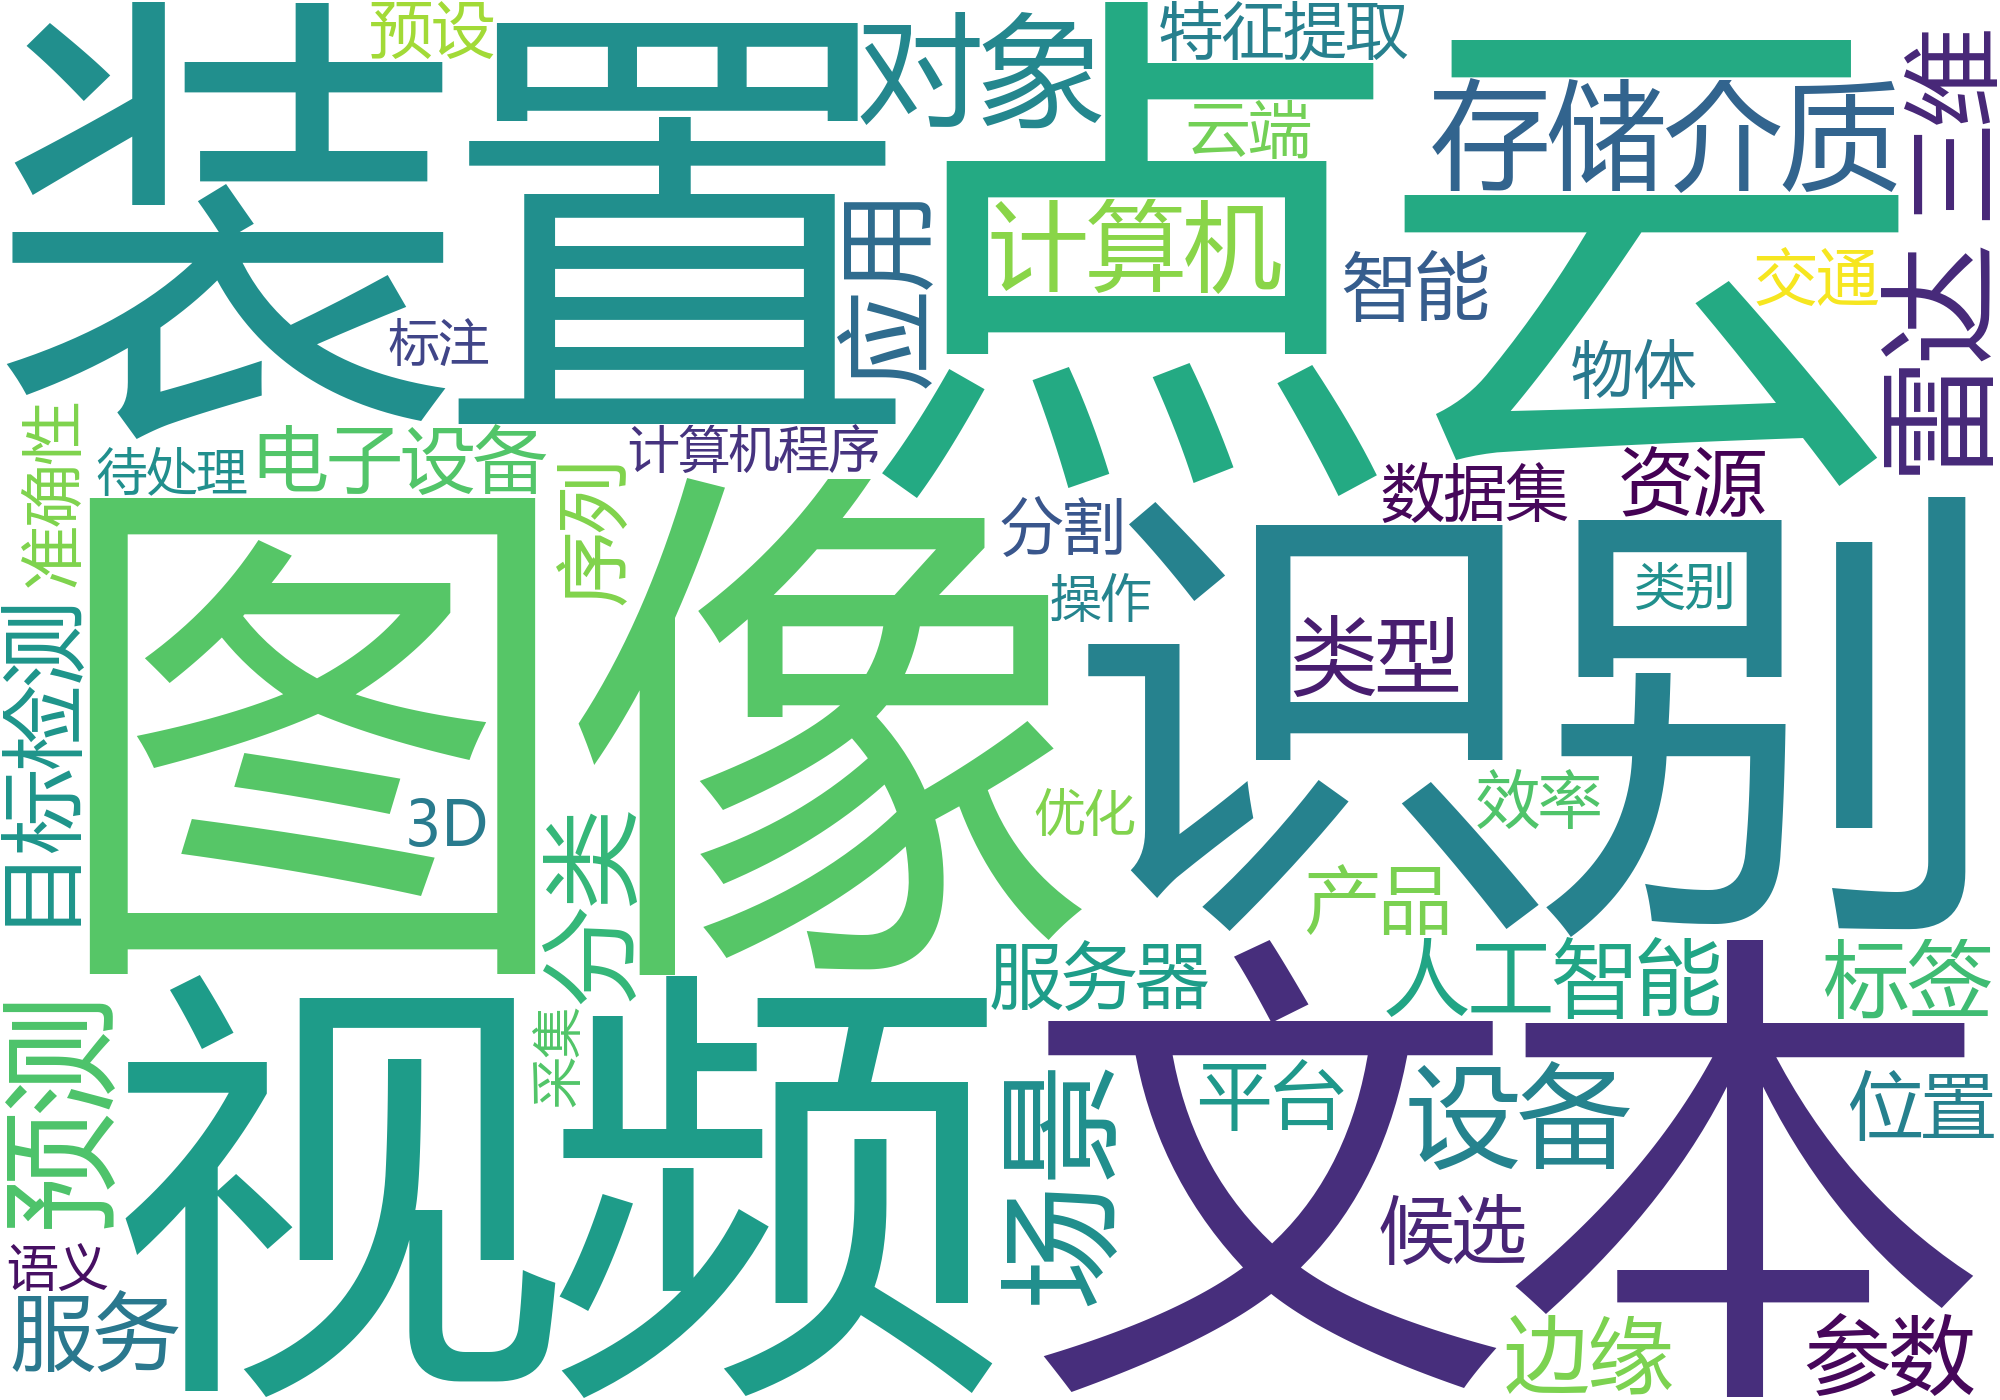 装置
预设
对象
点云
特征提取
云端
存储介质
三维
计算机
应用
智能
交通
雷达
标注
物体
准确性
待处理
电子设备
计算机程序
序列
数据集
资源
图像
分割
识别
操作
类别
类型
目标检测
3D
分类
优化
效率
产品
服务器
人工智能
标签
视频
采集
预测
文本
平台
场景
设备
位置
候选
语义
服务
边缘
参数